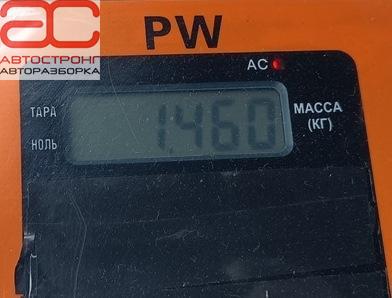 АС
АВТОСТРОНГ
АВТОРАЗБОРКА
PW
AC
ТАРА
1.460
МАССА
(КГ)
НОЛЬ